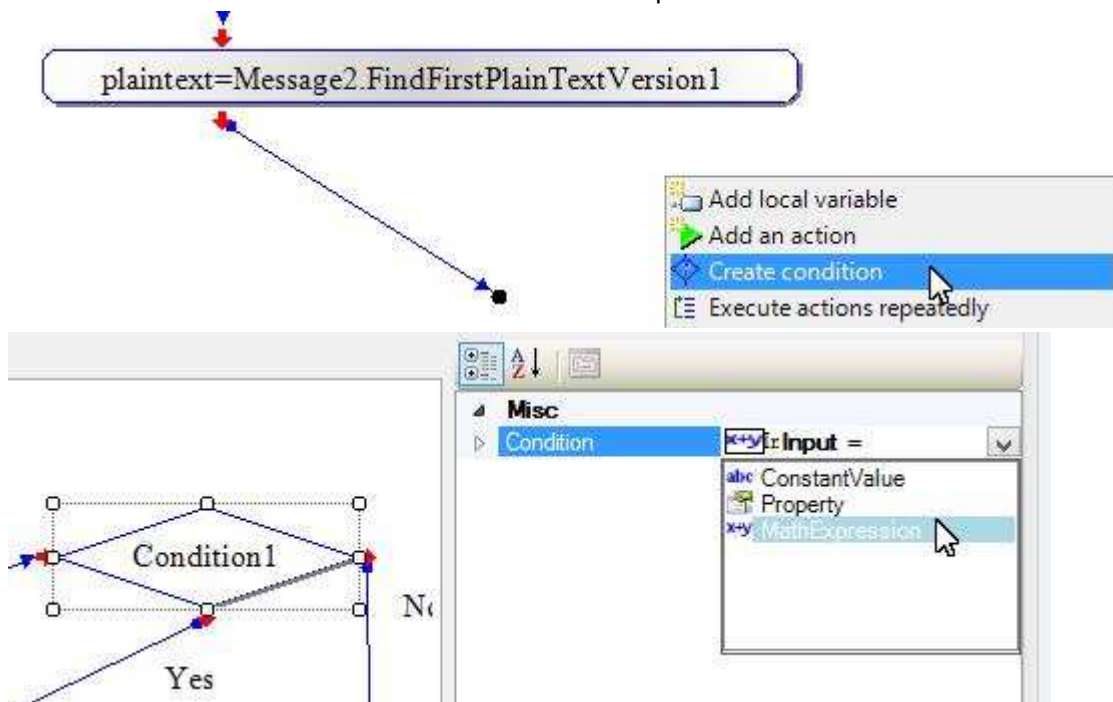 plaintext=Message2.FindFirstPlainTextVersion1
Add local variable
Add an action
Create condition
Execute actions repeatedly
A
Z
Misc
Condition
x+y
Input =
abc ConstantValue
Property
x+y MathExpression
Condition1
Yes